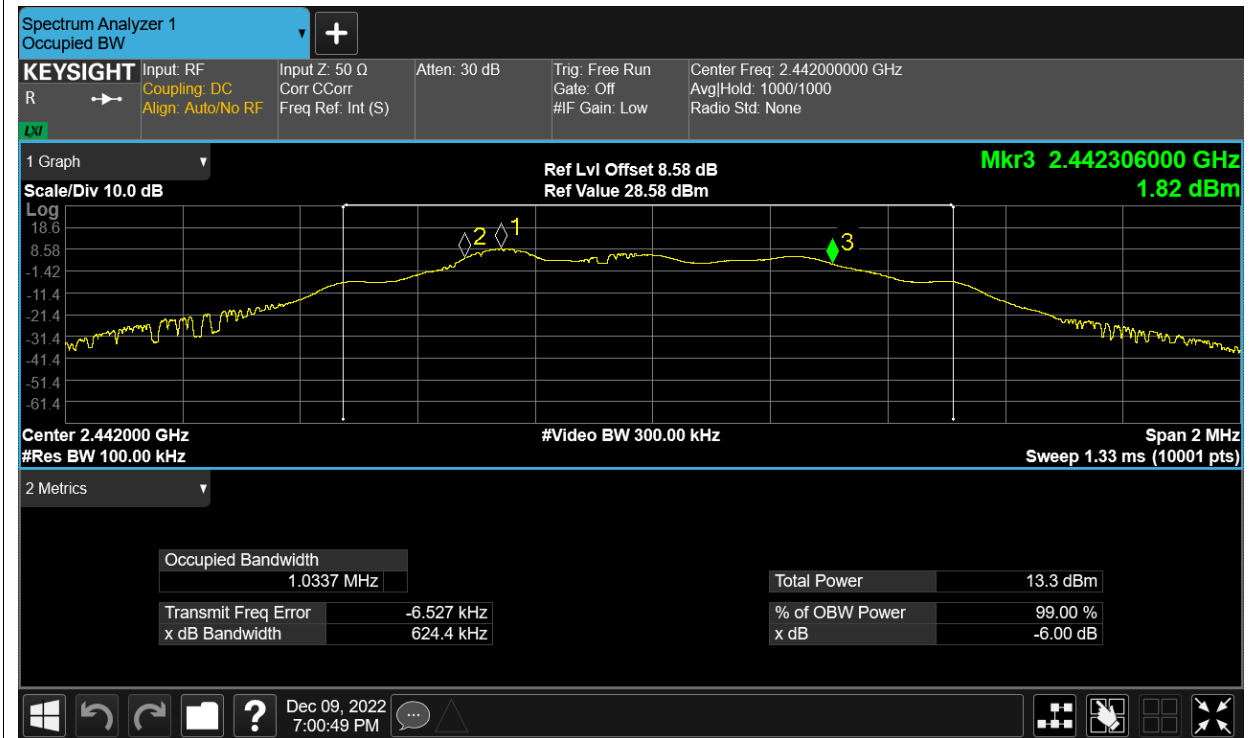 Spectrum Analyzer 1
Occupied BW
+
KEYSIGHT
R
LXI
Input: RF
Coupling: DC
Align: Auto/No RF
Input Z: 50 Ω
Corr CCorr
Freq Ref: Int (S)
Atten: 30 dB
Trig: Free Run
Gate: Off
#IF Gain: Low
Center Freq: 2.442000000 GHz
Avg|Hold: 1000/1000
Radio Std: None
1 Graph
Scale/Div 10.0 dB
Ref Lvl Offset 8.58 dB
Ref Value 28.58 dBm
Mkr3 2.442306000 GHz
1.82 dBm
Log
18.6
8.58
-1.42
-11.4
-21.4
-31.4
-41.4
-51.4
-61.4
2
1
3
Center 2.442000 GHz
#Res BW 100.00 kHz
#Video BW 300.00 kHz
Span 2 MHz
Sweep 1.33 ms (10001 pts)
2 Metrics
Occupied Bandwidth
1.0337 MHz
Transmit Freq Error -6.527 kHz
x dB Bandwidth 624.4 kHz
Total Power 13.3 dBm
% of OBW Power 99.00 %
x dB -6.00 dB
?
Dec 09, 2022
7:00:49 PM